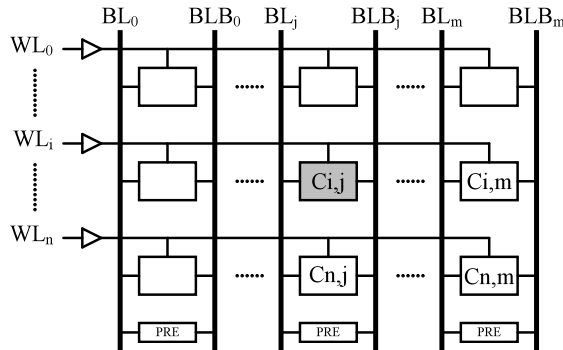 BL0 BLB0 BLj BLBj BLm BLBm
WL0
WLi
Ci,j Ci,m
WLn
Cn,j Cn,m
PRE PRE PRE